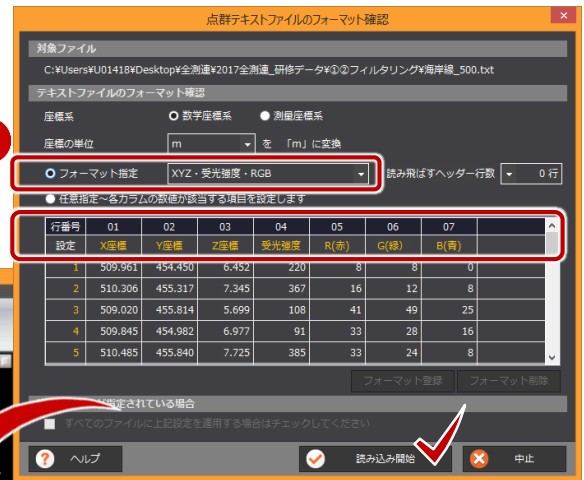 点群テキストファイルのフォーマット確認
対象ファイル
C:¥Users¥U01418¥Desktop¥全測連¥2017全測連_研修データ¥①②フィルタリング¥海岸線_500.txt
テキストファイルのフォーマット確認
座標系 数学座標系 測量座標系
座標の単位 m を 「m」に変換
フォーマット指定 XYZ・受光強度・RGB 読み飛ばすヘッダー行数 0 行
任意指定～各カラムの数値が該当する項目を設定します
行番号 01 02 03 04 05 06 07
設定 X座標 Y座標 Z座標 受光強度 R(赤) G(緑) B(青)
1 509.961 454.450 6.452 220 8 8 0
2 510.306 455.317 7.345 367 16 12 8
3 509.020 455.814 5.699 108 41 49 25
4 509.845 454.982 6.977 91 33 28 16
5 510.485 455.840 7.725 385 33 24 8
フォーマット登録 フォーマット削除
指定されている場合
すべてのファイルに上記設定を適用する場合はチェックしてください
ヘルプ 読み込み開始 中止